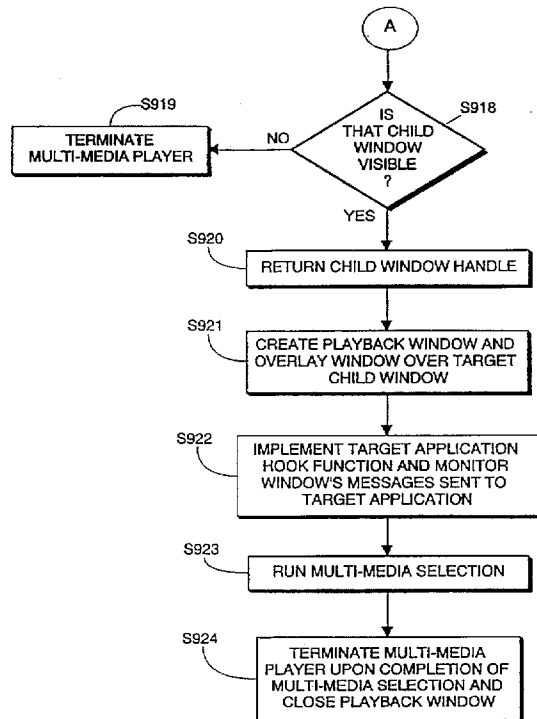 A
S918
IS
THAT CHILD
WINDOW
VISIBLE
?
NO
S919
TERMINATE
MULTI-MEDIA PLAYER
YES
S920
RETURN CHILD WINDOW HANDLE
S921
CREATE PLAYBACK WINDOW AND
OVERLAY WINDOW OVER TARGET
CHILD WINDOW
S922
IMPLEMENT TARGET APPLICATION
HOOK FUNCTION AND MONITOR
WINDOW'S MESSAGES SENT TO
TARGET APPLICATION
S923
RUN MULTI-MEDIA SELECTION
S924
TERMINATE MULTI-MEDIA
PLAYER UPON COMPLETION OF
MULTI-MEDIA SELECTION AND
CLOSE PLAYBACK WINDOW